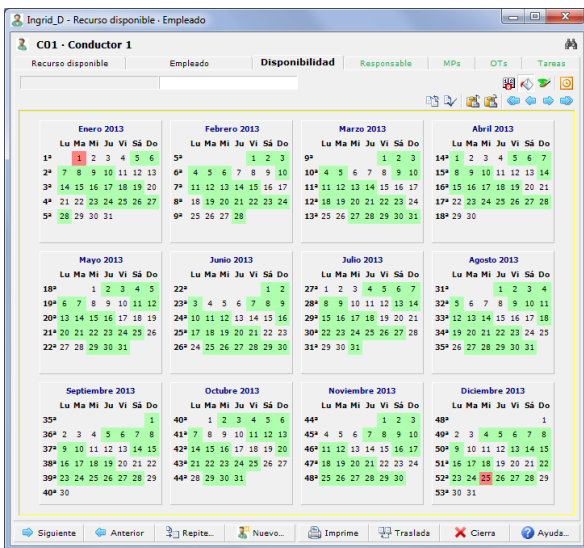 Ingrid_D - Recurso disponible · Empleado
C01 · Conductor 1
Recurso disponible Empleado Disponibilidad Responsable MPs OTs Tareas
Enero 2013 Febrero 2013 Marzo 2013 Abril 2013
Lu Ma Mi Ju Vi Sá Do Lu Ma Mi Ju Vi Sá Do Lu Ma Mi Ju Vi Sá Do Lu Ma Mi Ju Vi Sá Do
1ª 1 2 3 4 5 6 5ª 1 2 3 9ª 1 2 3 14ª 1 2 3 4 5 6 7
2ª 7 8 9 10 11 12 13 6ª 4 5 6 7 8 9 10 10ª 4 5 6 7 8 9 10 15ª 8 9 10 11 12 13 14
3ª 14 15 16 17 18 19 20 7ª 11 12 13 14 15 16 17 11ª 11 12 13 14 15 16 17 16ª 15 16 17 18 19 20 21
4ª 21 22 23 24 25 26 27 8ª 18 19 20 21 22 23 24 12ª 18 19 20 21 22 23 24 17ª 22 23 24 25 26 27 28
5ª 28 29 30 31 9ª 25 26 27 28 13ª 25 26 27 28 29 30 31 18ª 29 30
Mayo 2013 Junio 2013 Julio 2013 Agosto 2013
Lu Ma Mi Ju Vi Sá Do Lu Ma Mi Ju Vi Sá Do Lu Ma Mi Ju Vi Sá Do Lu Ma Mi Ju Vi Sá Do
18ª 1 2 3 4 5 22ª 1 2 27ª 1 2 3 4 5 6 7 31ª 1 2 3 4
19ª 6 7 8 9 10 11 12 23ª 3 4 5 6 7 8 9 28ª 8 9 10 11 12 13 14 32ª 5 6 7 8 9 10 11
20ª 13 14 15 16 17 18 19 24ª 10 11 12 13 14 15 16 29ª 15 16 17 18 19 20 21 33ª 12 13 14 15 16 17 18
21ª 20 21 22 23 24 25 26 25ª 17 18 19 20 21 22 23 30ª 22 23 24 25 26 27 28 34ª 19 20 21 22 23 24 25
22ª 27 28 29 30 31 26ª 24 25 26 27 28 29 30 31ª 29 30 31 35ª 26 27 28 29 30 31
Septiembre 2013 Octubre 2013 Noviembre 2013 Diciembre 2013
Lu Ma Mi Ju Vi Sá Do Lu Ma Mi Ju Vi Sá Do Lu Ma Mi Ju Vi Sá Do Lu Ma Mi Ju Vi Sá Do
35ª 1 40ª 1 2 3 4 5 6 44ª 1 2 3 48ª 1
36ª 2 3 4 5 6 7 8 41ª 7 8 9 10 11 12 13 45ª 4 5 6 7 8 9 10 49ª 2 3 4 5 6 7 8
37ª 9 10 11 12 13 14 15 42ª 14 15 16 17 18 19 20 46ª 11 12 13 14 15 16 17 50ª 9 10 11 12 13 14 15
38ª 16 17 18 19 20 21 22 43ª 21 22 23 24 25 26 27 47ª 18 19 20 21 22 23 24 51ª 16 17 18 19 20 21 22
39ª 23 24 25 26 27 28 29 44ª 28 29 30 31 48ª 25 26 27 28 29 30 52ª 23 24 25 26 27 28 29
40ª 30 53ª 30 31
Siguiente Anterior Repite... Nuevo... Imprime Traslada Cierra Ayuda...